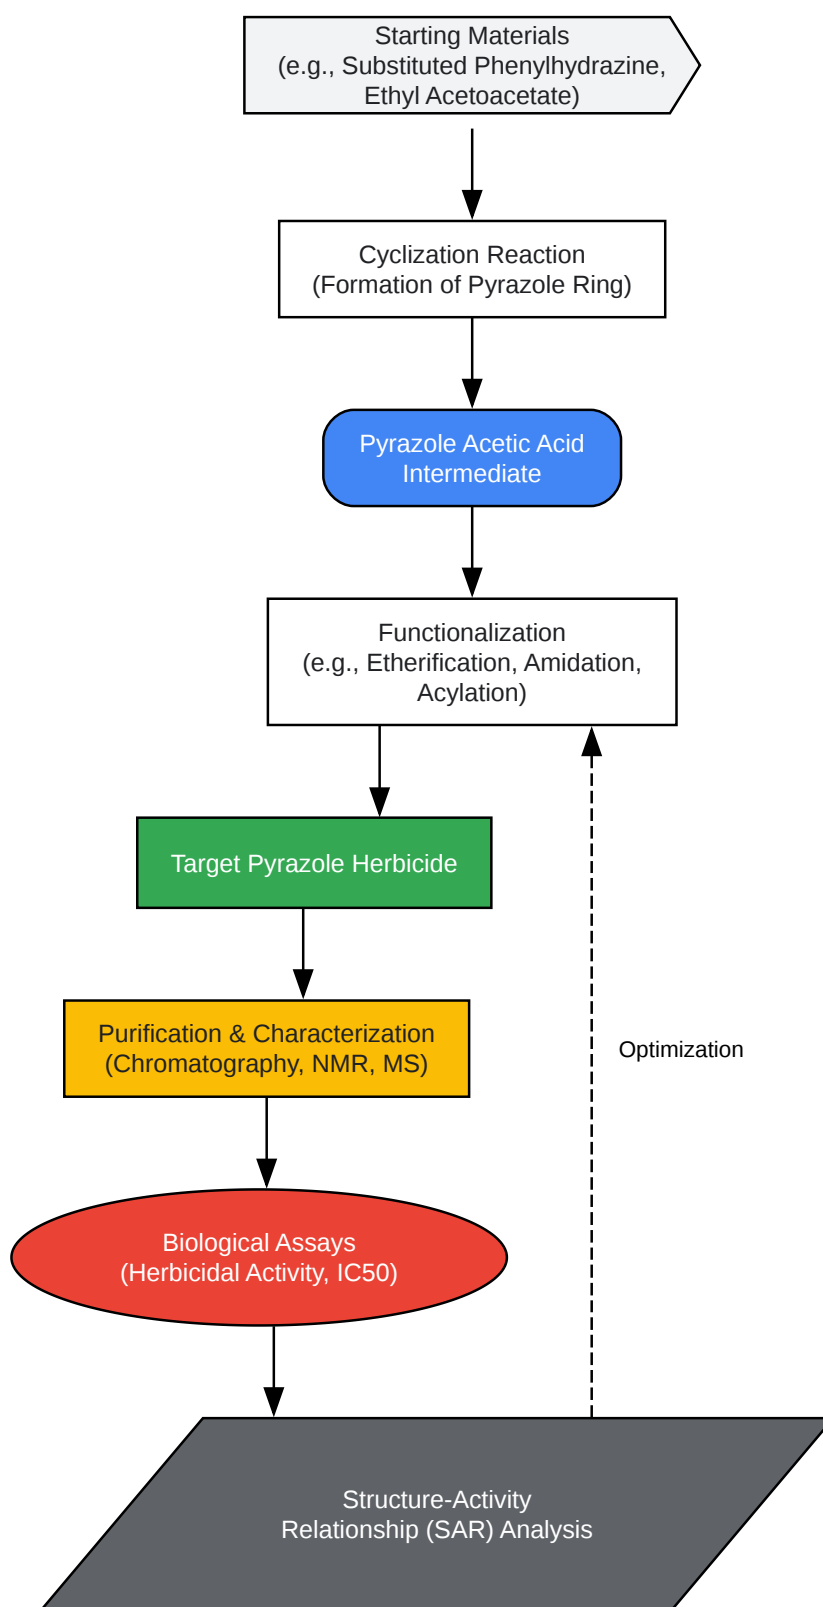 Starting Materials
(e.g., Substituted Phenylhydrazine,
Ethyl Acetoacetate)
Cyclization Reaction
(Formation of Pyrazole Ring)
Pyrazole Acetic Acid
Intermediate
Functionalization
(e.g., Etherification, Amidation,
Acylation)
Target Pyrazole Herbicide
Purification & Characterization
(Chromatography, NMR, MS)
Optimization
Biological Assays
(Herbicidal Activity, IC50)
Structure-Activity
Relationship (SAR) Analysis